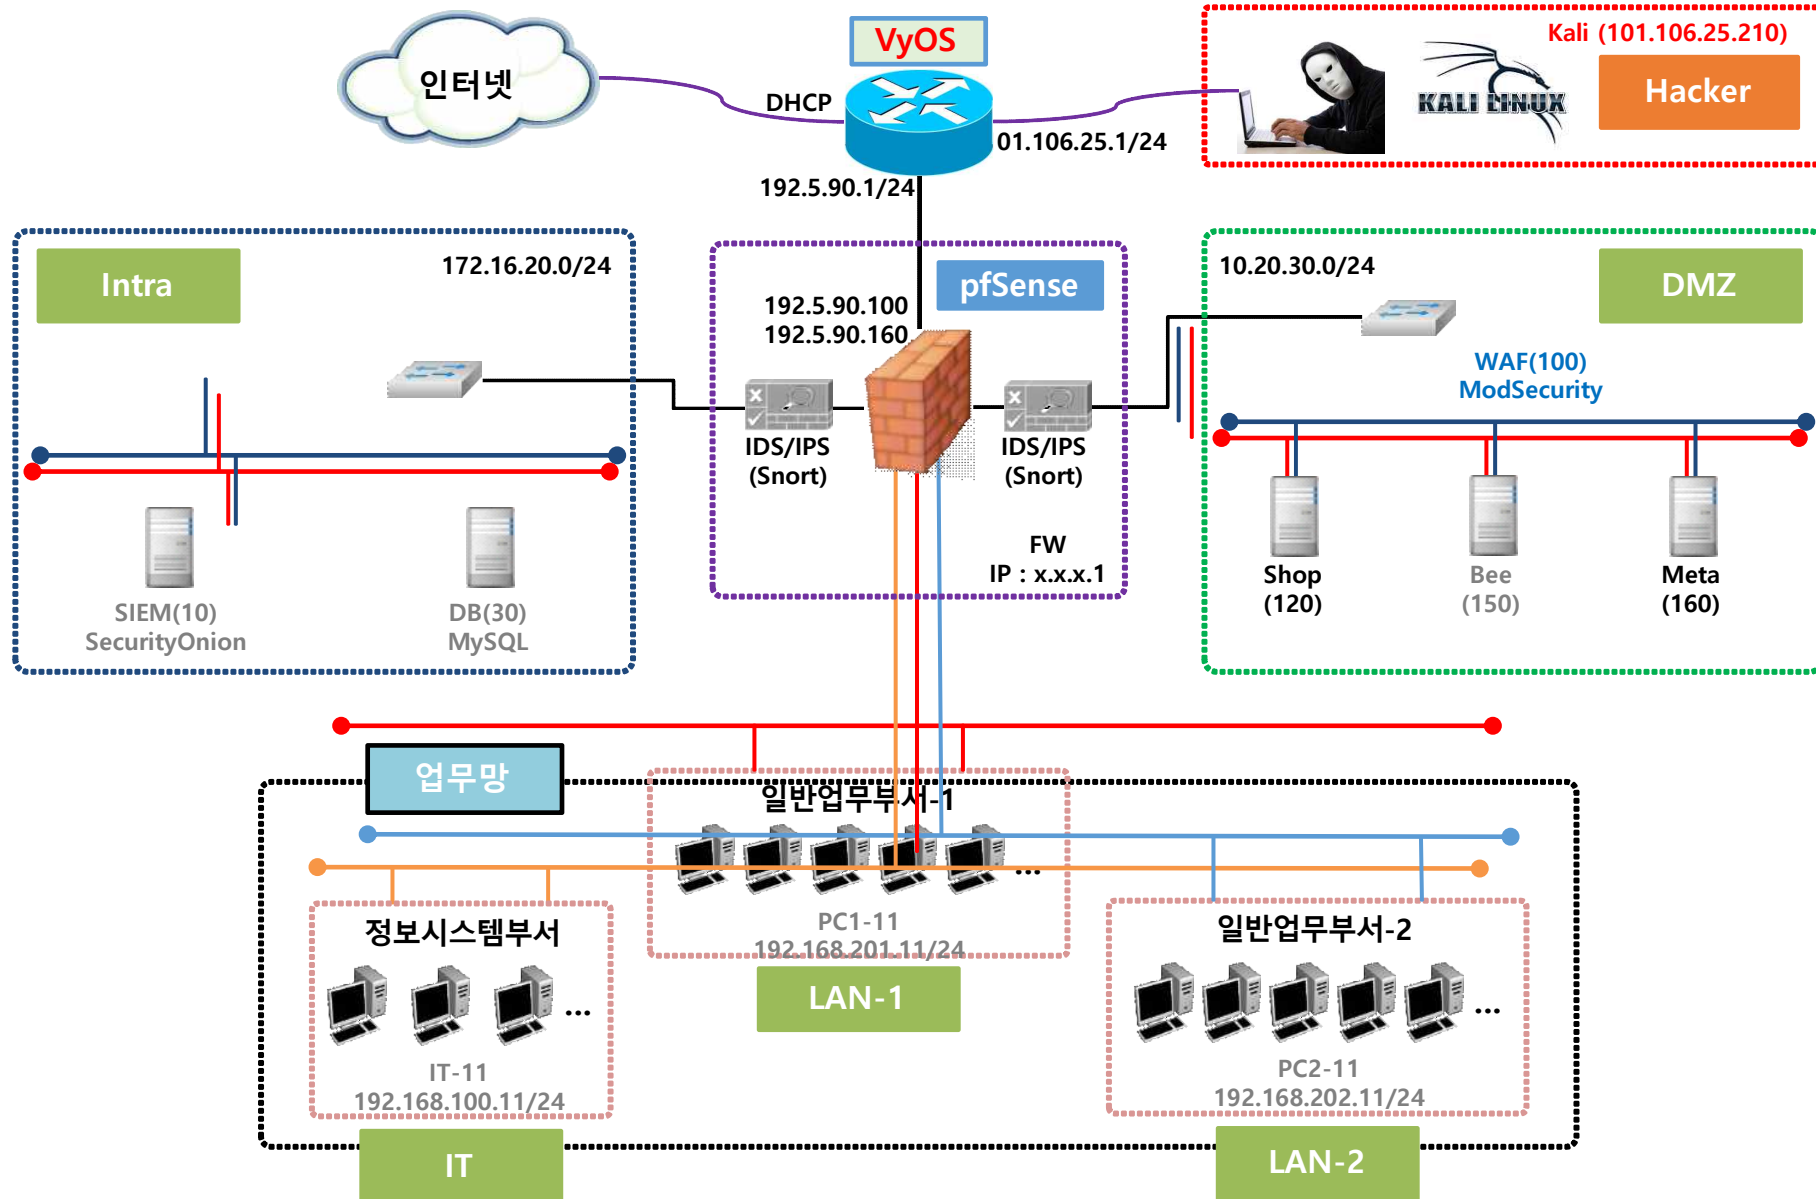 인터넷
VyOS
DHCP
01.106.25.1/24
192.5.90.1/24
Kali (101.106.25.210)
KALI LINUX
Hacker
Intra
172.16.20.0/24
pfSense
192.5.90.100
192.5.90.160
IDS/IPS
(Snort)
IDS/IPS
(Snort)
FW
IP : x.x.x.1
10.20.30.0/24
DMZ
WAF(100)
ModSecurity
SIEM(10)
SecurityOnion
DB(30)
MySQL
Shop
(120)
Bee
(150)
Meta
(160)
업무망
일반업무부서-1
...
PC1-11
192.168.201.11/24
LAN-1
정보시스템부서
...
IT-11
192.168.100.11/24
IT
일반업무부서-2
...
PC2-11
192.168.202.11/24
LAN-2